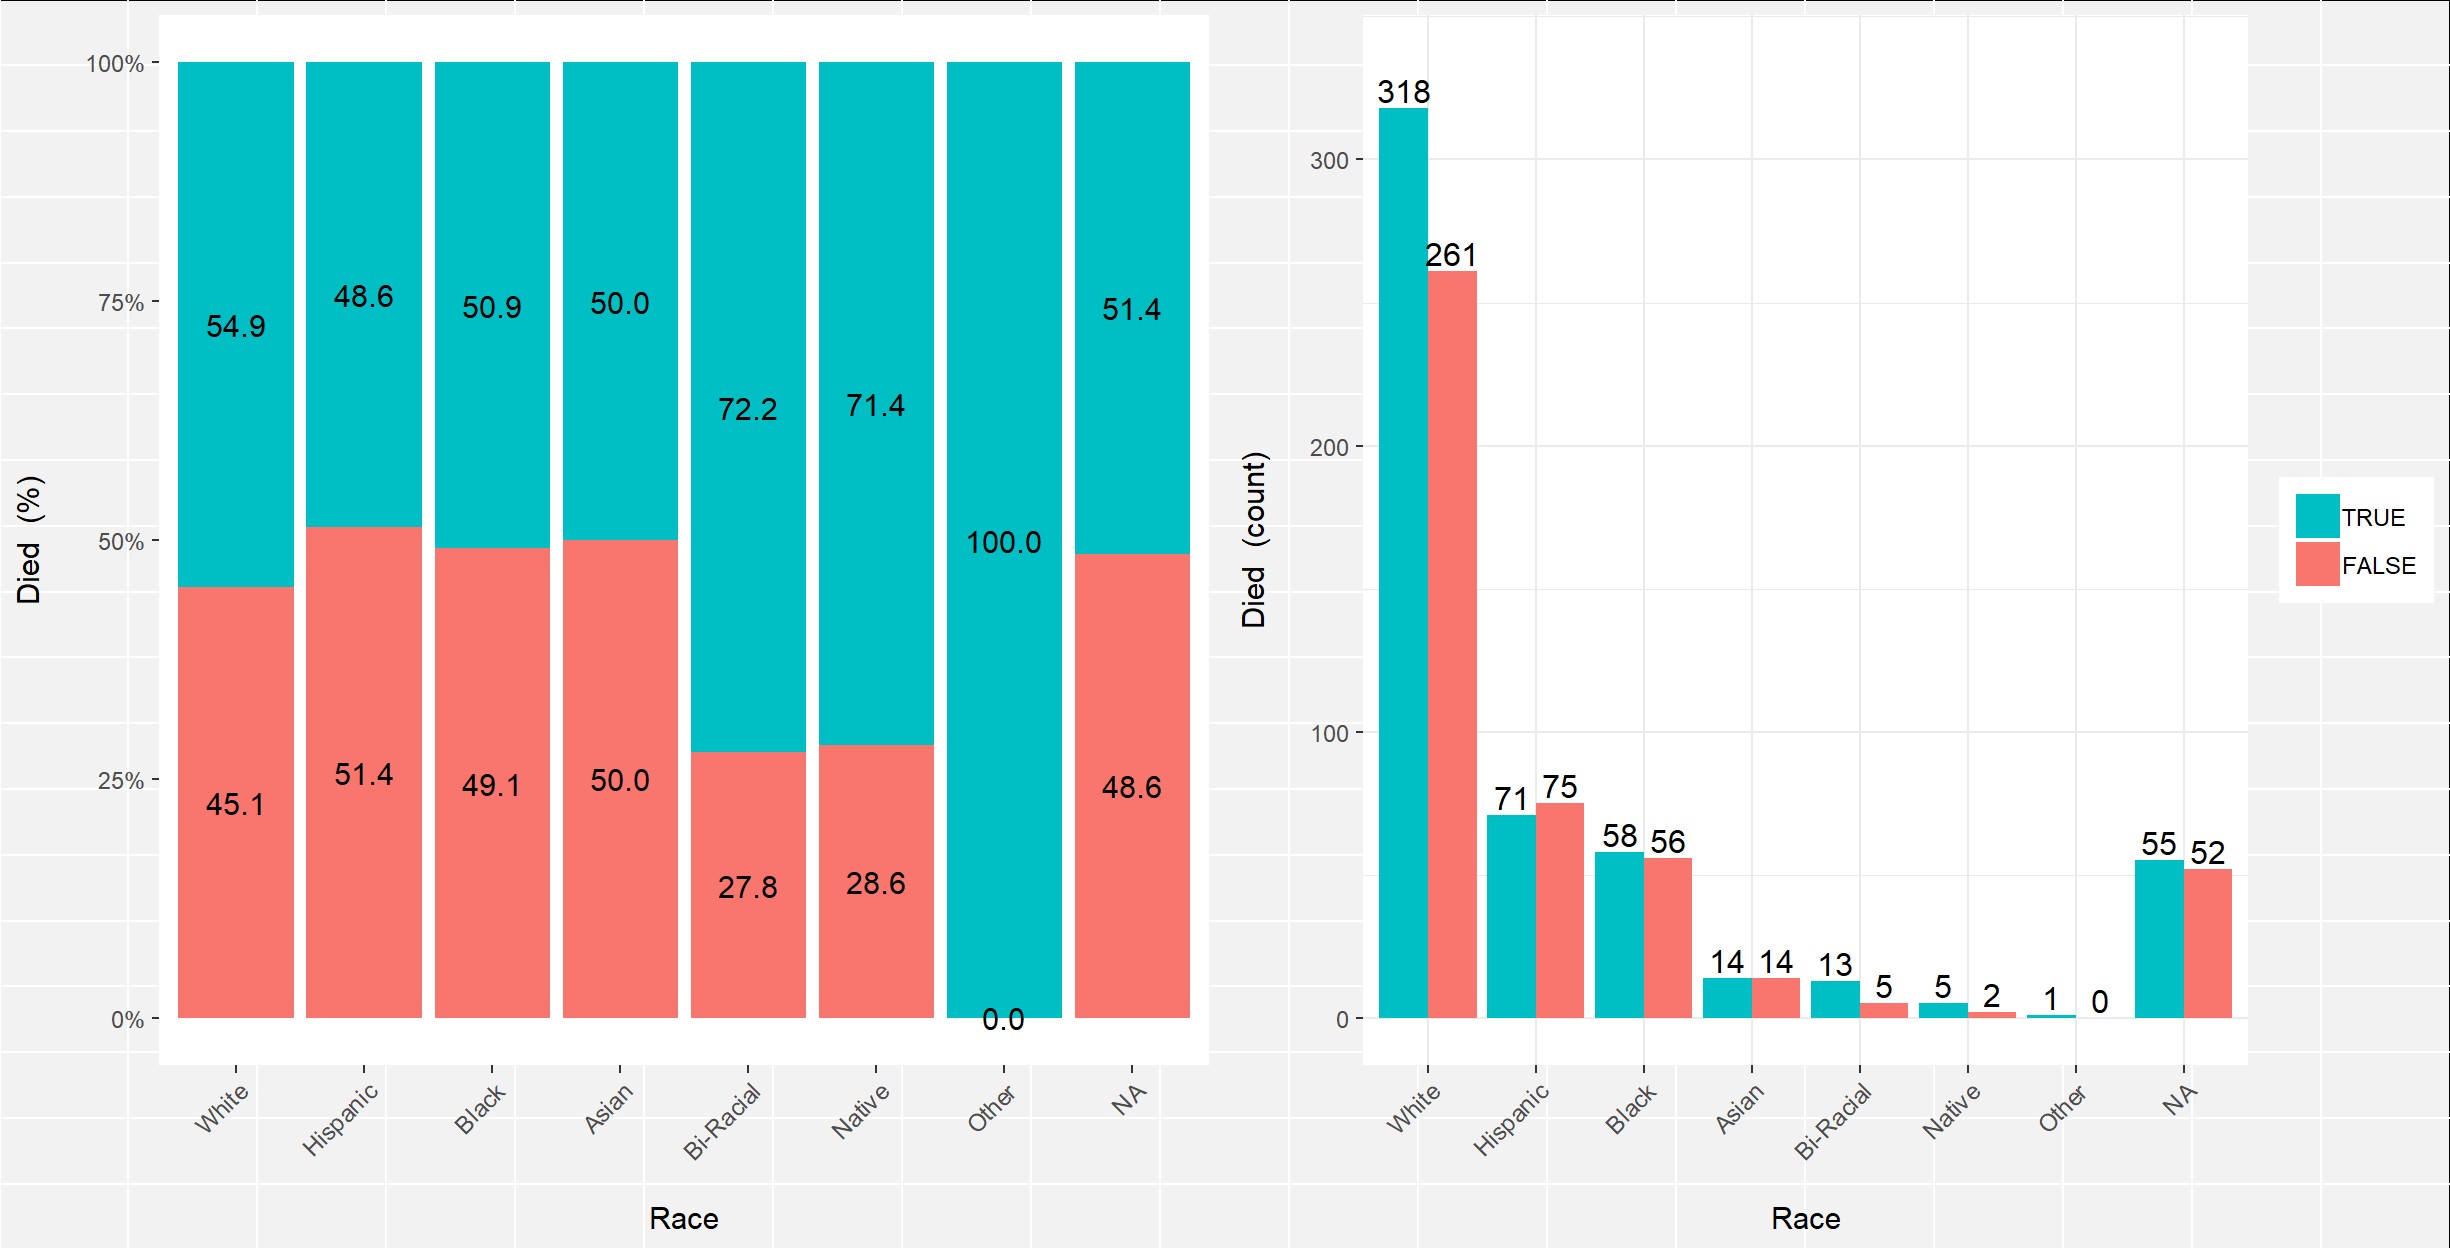 Died (%)
100%
75%
50%
25%
0%
54.9
48.6
50.9
50.0
72.2
71.4
100.0
51.4
45.1
51.4
49.1
50.0
27.8
28.6
0.0
48.6
White
Hispanic
Black
Asian
Bi-Racial
Native
Other
NA
Race
Died (count)
300
200
100
0
318
261
71
75
58
56
14
14
13
5
5
2
1
0
55
52
White
Hispanic
Black
Asian
Bi-Racial
Native
Other
NA
Race
TRUE
FALSE